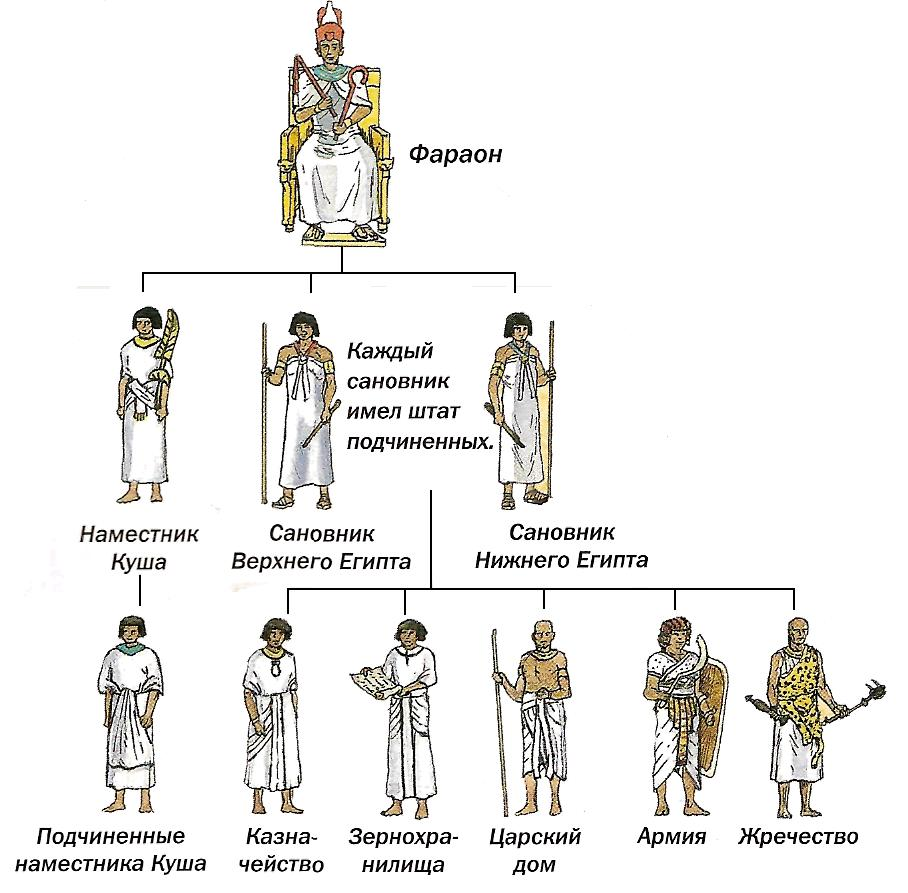 Фараон
Каждый
сановник
имел штат
подчиненных.
Наместник
Куша
Сановник
Верхнего Египта
Сановник
Нижнего Египта
Подчиненные
наместника Куша
Казна-
чейство
Зернохра-
нилища
Царский
дом
Армия
Жречество